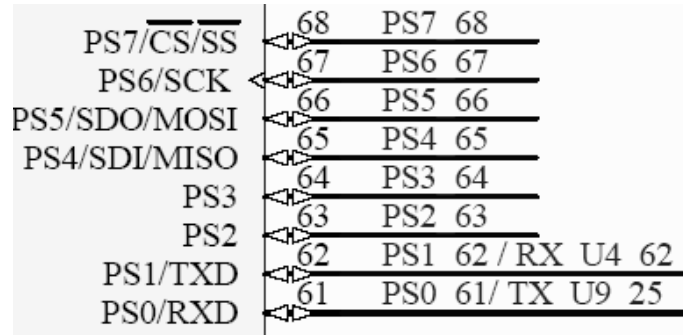 PS7/CS/SS 68 PS7 68
PS6/SCK 67 PS6 67
PS5/SDO/MOSI 66 PS5 66
PS4/SDI/MISO 65 PS4 65
PS3 64 PS3 64
PS2 63 PS2 63
PS1/TXD 62 PS1 62 / RX U4 62
PS0/RXD 61 PS0 61/ TX U9 25